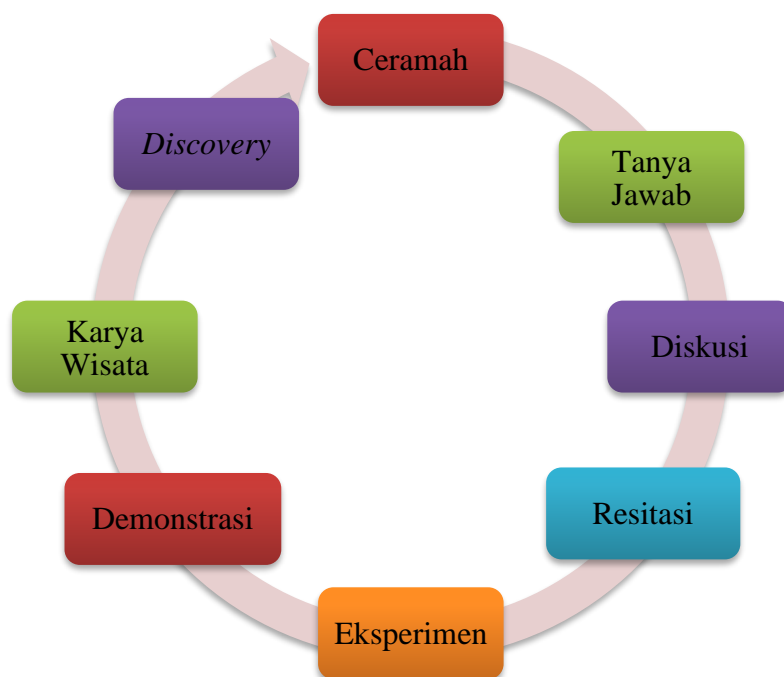 Ceramah
Tanya
Jawab
Diskusi
Resitasi
Eksperimen
Demonstrasi
Karya
Wisata
Discovery